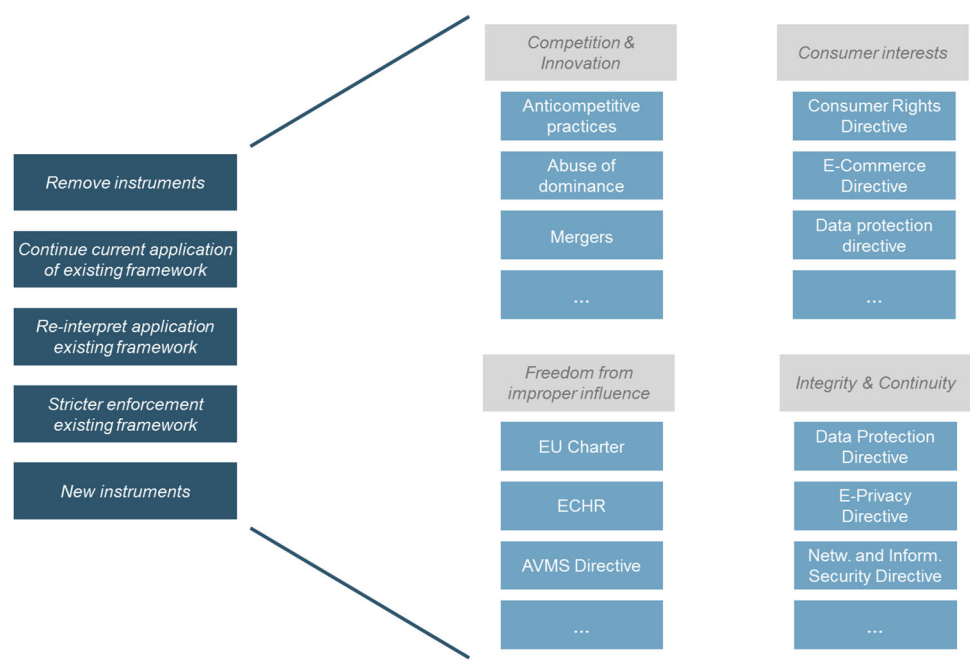 Remove instruments
Continue current application
of existing framework
Re-interpret application
existing framework
Stricter enforcement
existing framework
New instruments
Competition &
Innovation
Anticompetitive
practices
Abuse of
dominance
Mergers
...
Consumer interests
Consumer Rights
Directive
E-Commerce
Directive
Data protection
directive
...
Freedom from
improper influence
EU Charter
ECHR
AVMS Directive
...
Integrity & Continuity
Data Protection
Directive
E-Privacy
Directive
Netw. and Inform.
Security Directive
...